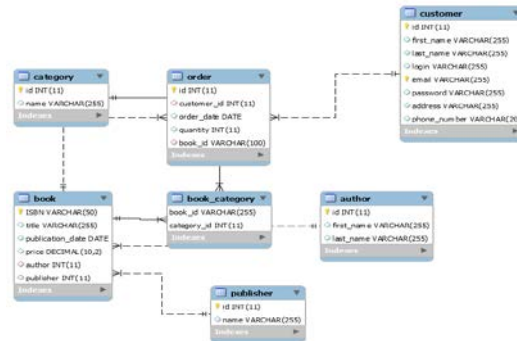 customer
id INT(11)
first_name VARCHAR(255)
last_name VARCHAR(255)
login VARCHAR(255)
email VARCHAR(255)
password VARCHAR(255)
address VARCHAR(255)
phone_number VARCHAR(20
Indexes
category
id INT(11)
name VARCHAR(255)
Indexes
order
id INT(11)
customer_id INT(11)
order_date DATE
quantity INT(11)
book_id VARCHAR(100)
Indexes
book
ISBN VARCHAR(50)
title VARCHAR(255)
publication_date DATE
price DECIMAL(10,2)
author INT(11)
publisher INT(11)
Indexes
book_category
book_id VARCHAR(255)
category_id INT(11)
Indexes
author
id INT(11)
first_name VARCHAR(255)
last_name VARCHAR(255)
Indexes
publisher
id INT(11)
name VARCHAR(255)
Indexes